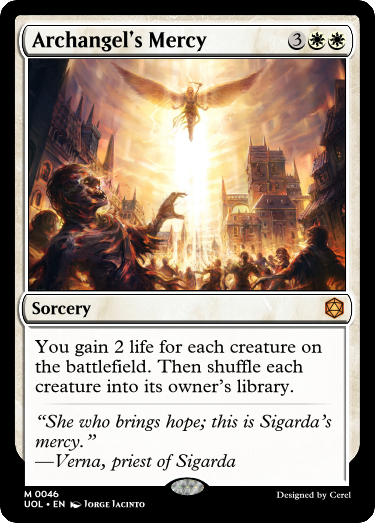 Archangel's Mercy 3
Sorcery
You gain 2 life for each creature on
the battlefield. Then shuffle each
creature into its owner's library.
“She who brings hope; this is Sigarda's
mercy.”
—Verna, priest of Sigarda
M 0046
UOL • EN Jorge Jacinto
Designed by Cerel